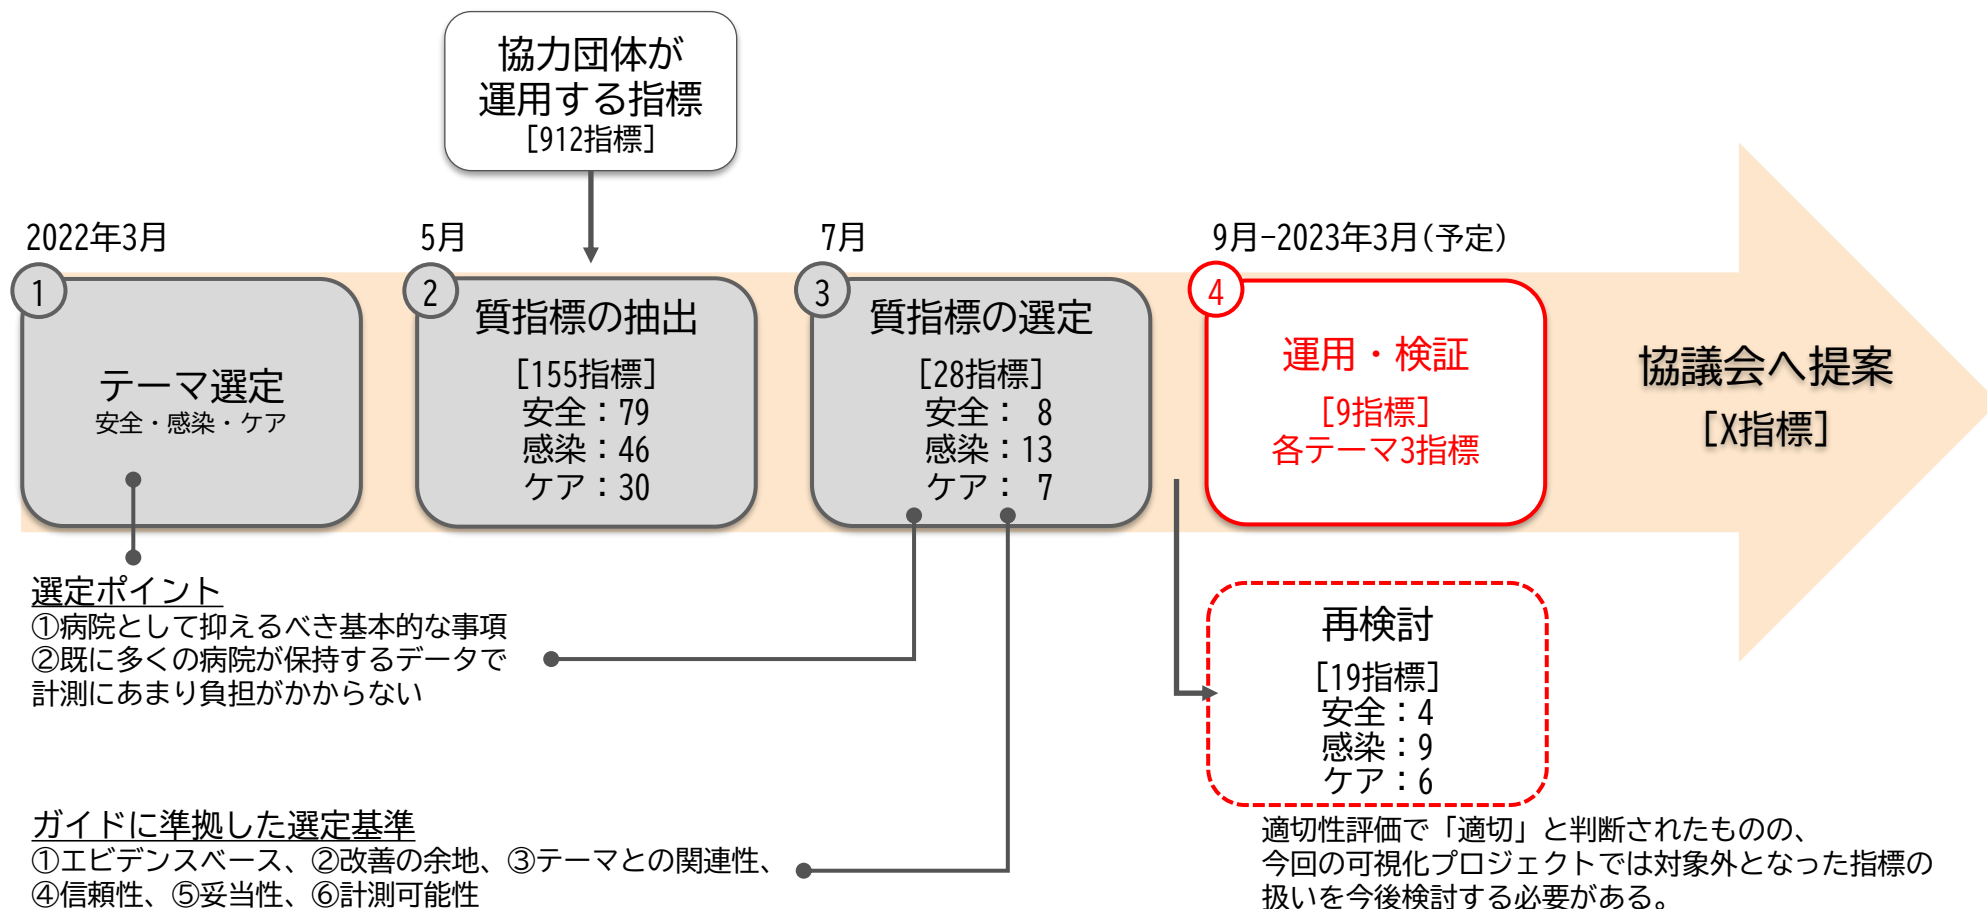 協力団体が
運用する指標
[912指標]
2022年3月
5月
7月
9月-2023年3月(予定)
1
テーマ選定
安全・感染・ケア
2
質指標の抽出
[155指標]
安全：79
感染：46
ケア：30
3
質指標の選定
[28指標]
安全： 8
感染：13
ケア： 7
4
運用・検証
[9指標]
各テーマ3指標
協議会へ提案
[X指標]
選定ポイント
①病院として抑えるべき基本的な事項
②既に多くの病院が保持するデータで
計測にあまり負担がかからない
再検討
[19指標]
安全：4
感染：9
ケア：6
ガイドに準拠した選定基準
①エビデンスベース、②改善の余地、③テーマとの関連性、
④信頼性、⑤妥当性、⑥計測可能性
適切性評価で「適切」と判断されたものの、
今回の可視化プロジェクトでは対象外となった指標の
扱いを今後検討する必要がある。